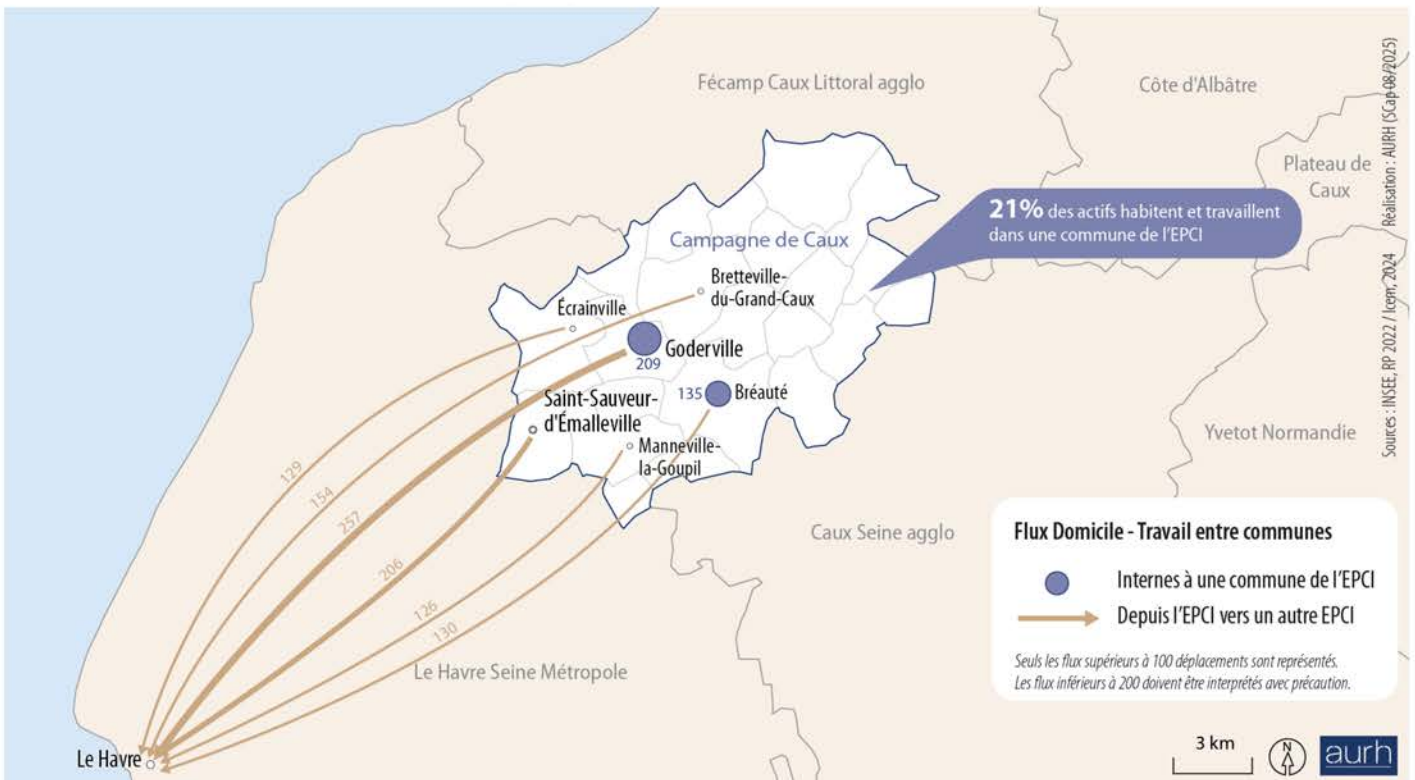 Fécamp Caux Littoral agglo
Côte d'Albâtre
Plateau de
Caux
21% des actifs habitent et travaillent
dans une commune de l'EPCI
Campagne de Caux
Bretteville-
du-Grand-Caux
Écrainville
Goderville
209
135
Bréauté
Saint-Sauveur-
d'Émalleville
Manneville-
la-Goupil
Yvetot Normandie
129
154
257
206
126
130
Caux Seine agglo
Le Havre Seine Métropole
Le Havre
Flux Domicile - Travail entre communes
Internes à une commune de l'EPCI
Depuis l'EPCI vers un autre EPCI
Seuls les flux supérieurs à 100 déplacements sont représentés.
Les flux inférieurs à 200 doivent être interprétés avec précaution.
3 km
N
aurh
Sources : INSEE, RP 2022 / Icem, 2024 Réalisation : AURH (SCap 08/2025)